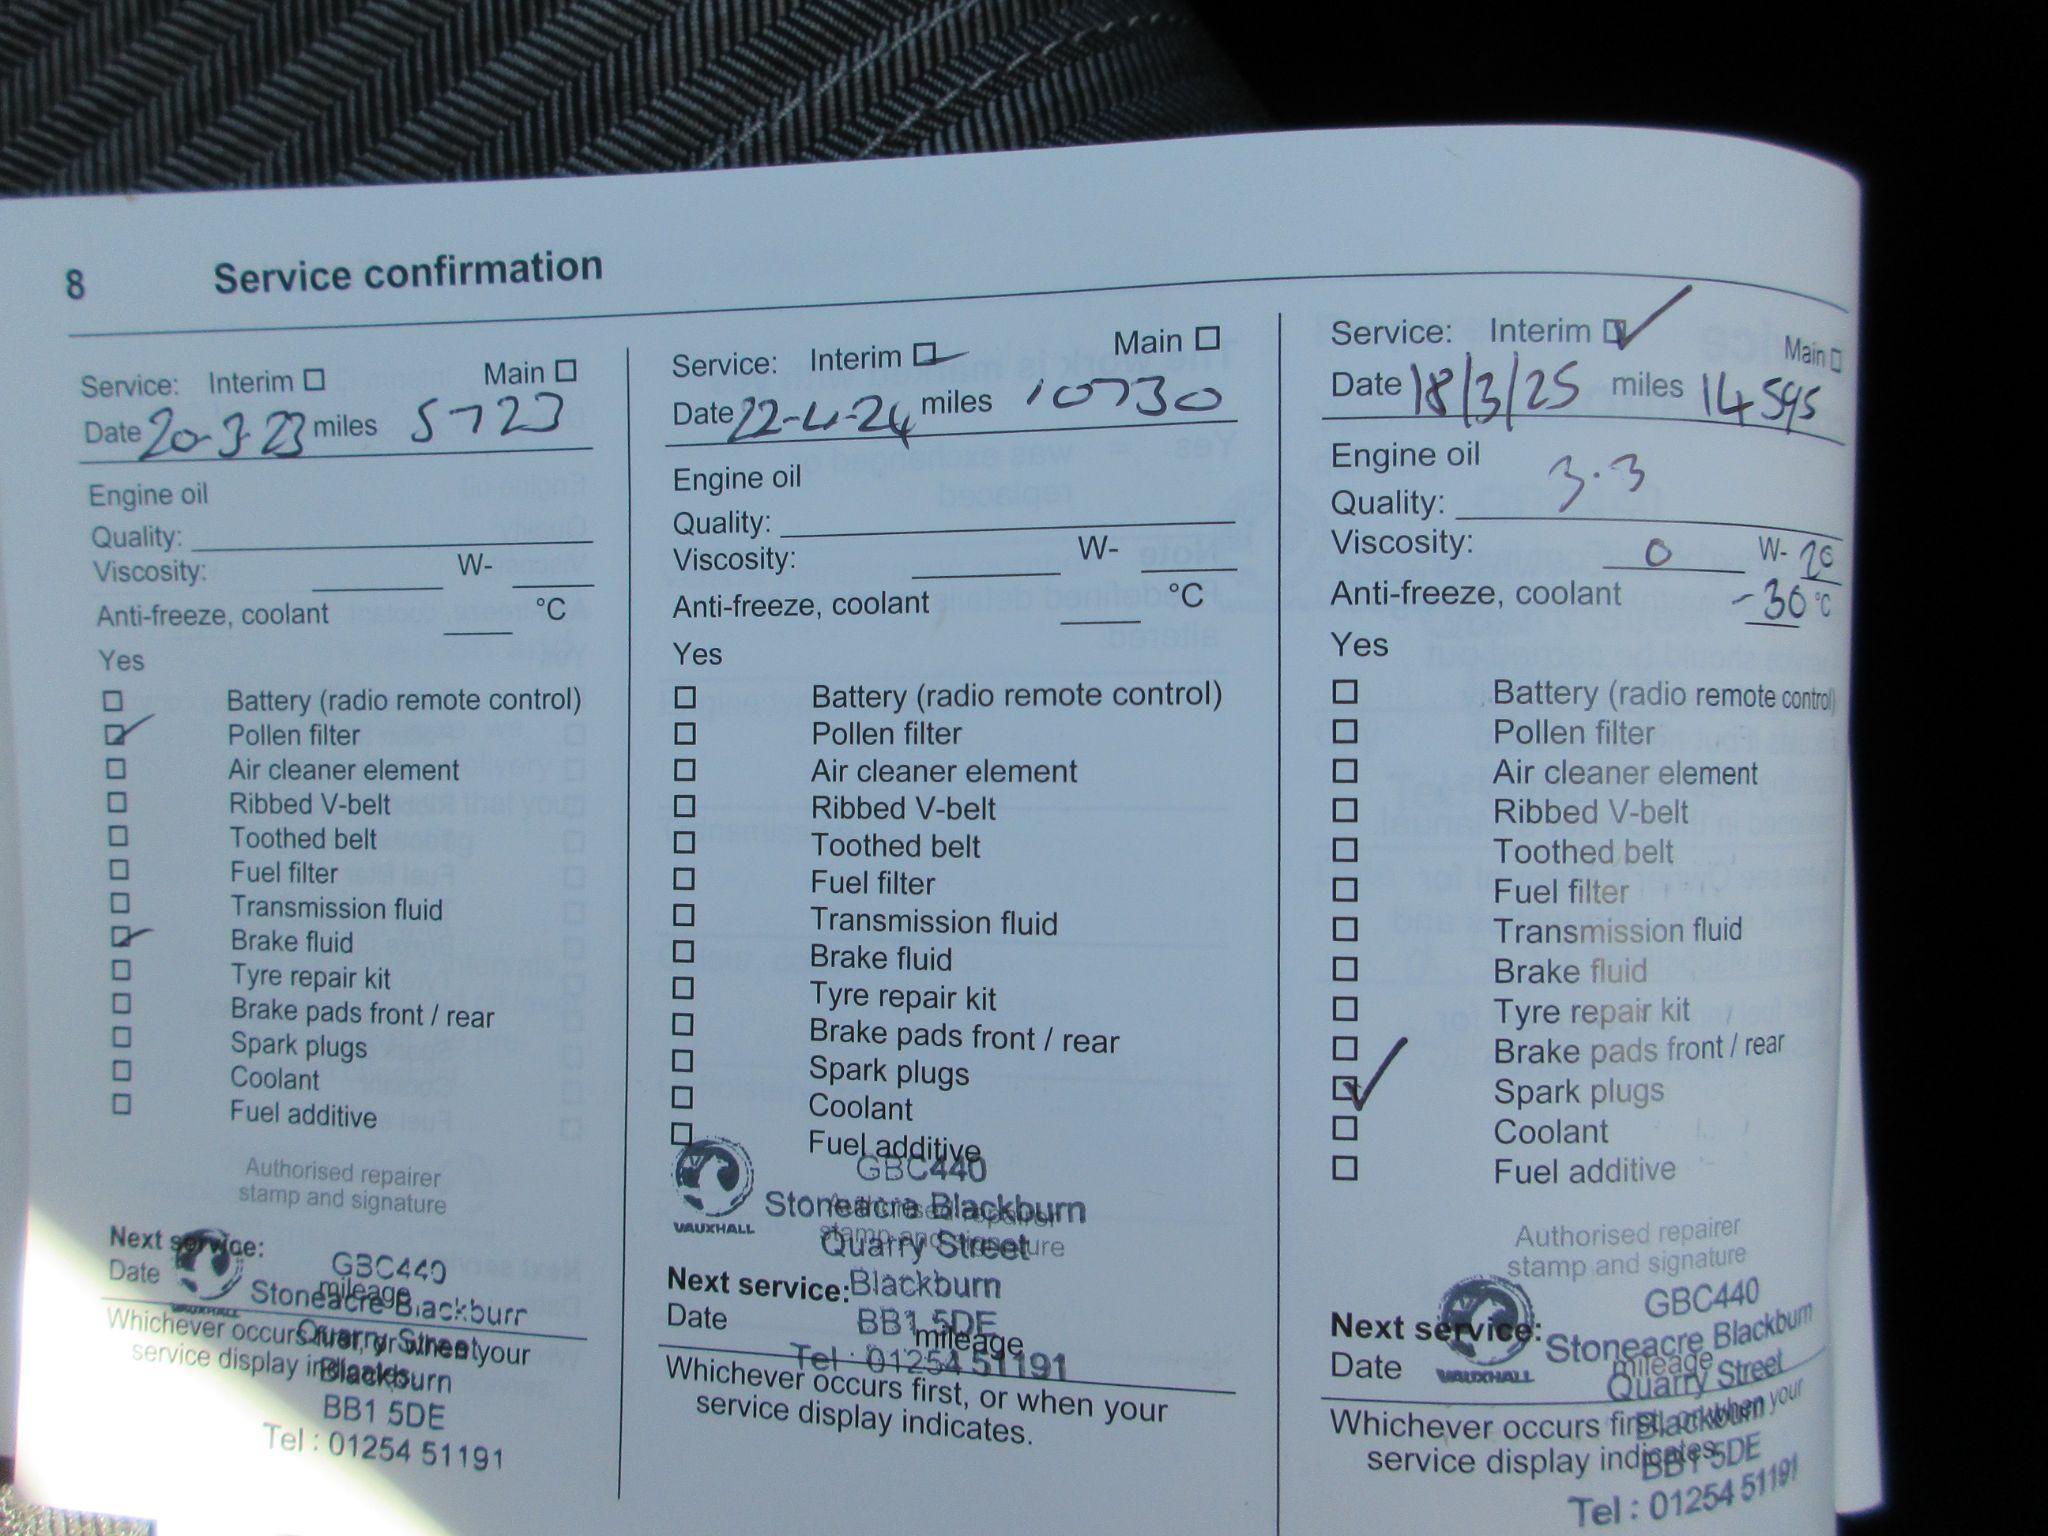 8 Service confirmation
Service: Interim Main
Date 20-3-23 miles 5723
Engine oil
Quality:
Viscosity: W-
Anti-freeze, coolant °C
Yes
Battery (radio remote control)
Pollen filter
Air cleaner element
Ribbed V-belt
Toothed belt
Fuel filter
Transmission fluid
Brake fluid
Tyre repair kit
Brake pads front / rear
Spark plugs
Coolant
Fuel additive
Authorised repairer
stamp and signature
Next service:
Date mileage
Whichever occurs first, or when your
service display indicates.
VAUXHALL
GBC440
Stoneacre Blackburn
Quarry Street
Blackburn
BB1 5DE
Tel : 01254 51191
Service: Interim Main
Date 22-4-24 miles 10730
Engine oil
Quality:
Viscosity: W-
Anti-freeze, coolant °C
Yes
Battery (radio remote control)
Pollen filter
Air cleaner element
Ribbed V-belt
Toothed belt
Fuel filter
Transmission fluid
Brake fluid
Tyre repair kit
Brake pads front / rear
Spark plugs
Coolant
Fuel additive
Authorised repairer
stamp and signature
Next service:
Date mileage
Whichever occurs first, or when your
service display indicates.
VAUXHALL
GBC440
Stoneacre Blackburn
Quarry Street
Blackburn
BB1 5DE
Tel : 01254 51191
Service: Interim Main
Date 18/3/25 miles 14595
Engine oil
Quality: 3.3
Viscosity: 0 W- 20
Anti-freeze, coolant -30 °C
Yes
Battery (radio remote control)
Pollen filter
Air cleaner element
Ribbed V-belt
Toothed belt
Fuel filter
Transmission fluid
Brake fluid
Tyre repair kit
Brake pads front / rear
Spark plugs
Coolant
Fuel additive
Authorised repairer
stamp and signature
Next service:
Date mileage
Whichever occurs first, or when your
service display indicates.
VAUXHALL
GBC440
Stoneacre Blackburn
Quarry Street
Blackburn
BB1 5DE
Tel : 01254 51191